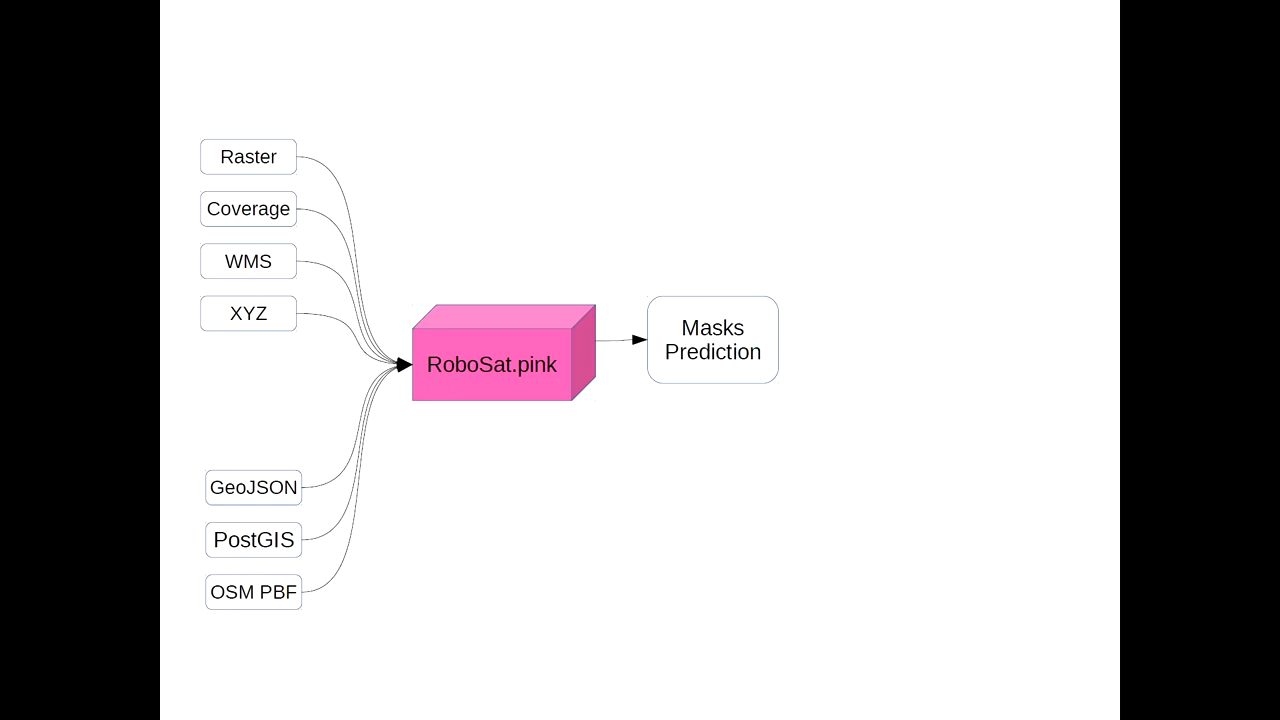 Raster
Coverage
WMS
XYZ
RoboSat.pink
Masks
Prediction
GeoJSON
PostGIS
OSM PBF